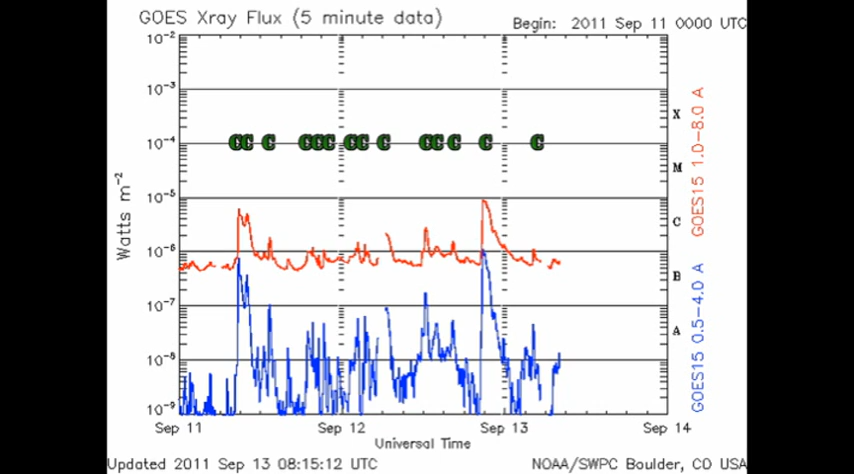 GOES Xray Flux (5 minute data)
Begin: 2011 Sep 11 0000 UTC
10⁻²
10⁻³
10⁻⁴
10⁻⁵
10⁻⁶
10⁻⁷
10⁻⁸
10⁻⁹
Watts m⁻²
C C C C C C C C C C C C C C
X
M
C
B
A
GOES15 1.0-8.0 A
GOES15 0.5-4.0 A
Sep 11
Sep 12
Sep 13
Sep 14
Universal Time
Updated 2011 Sep 13 08:15:12 UTC
NOAA/SWPC Boulder, CO USA